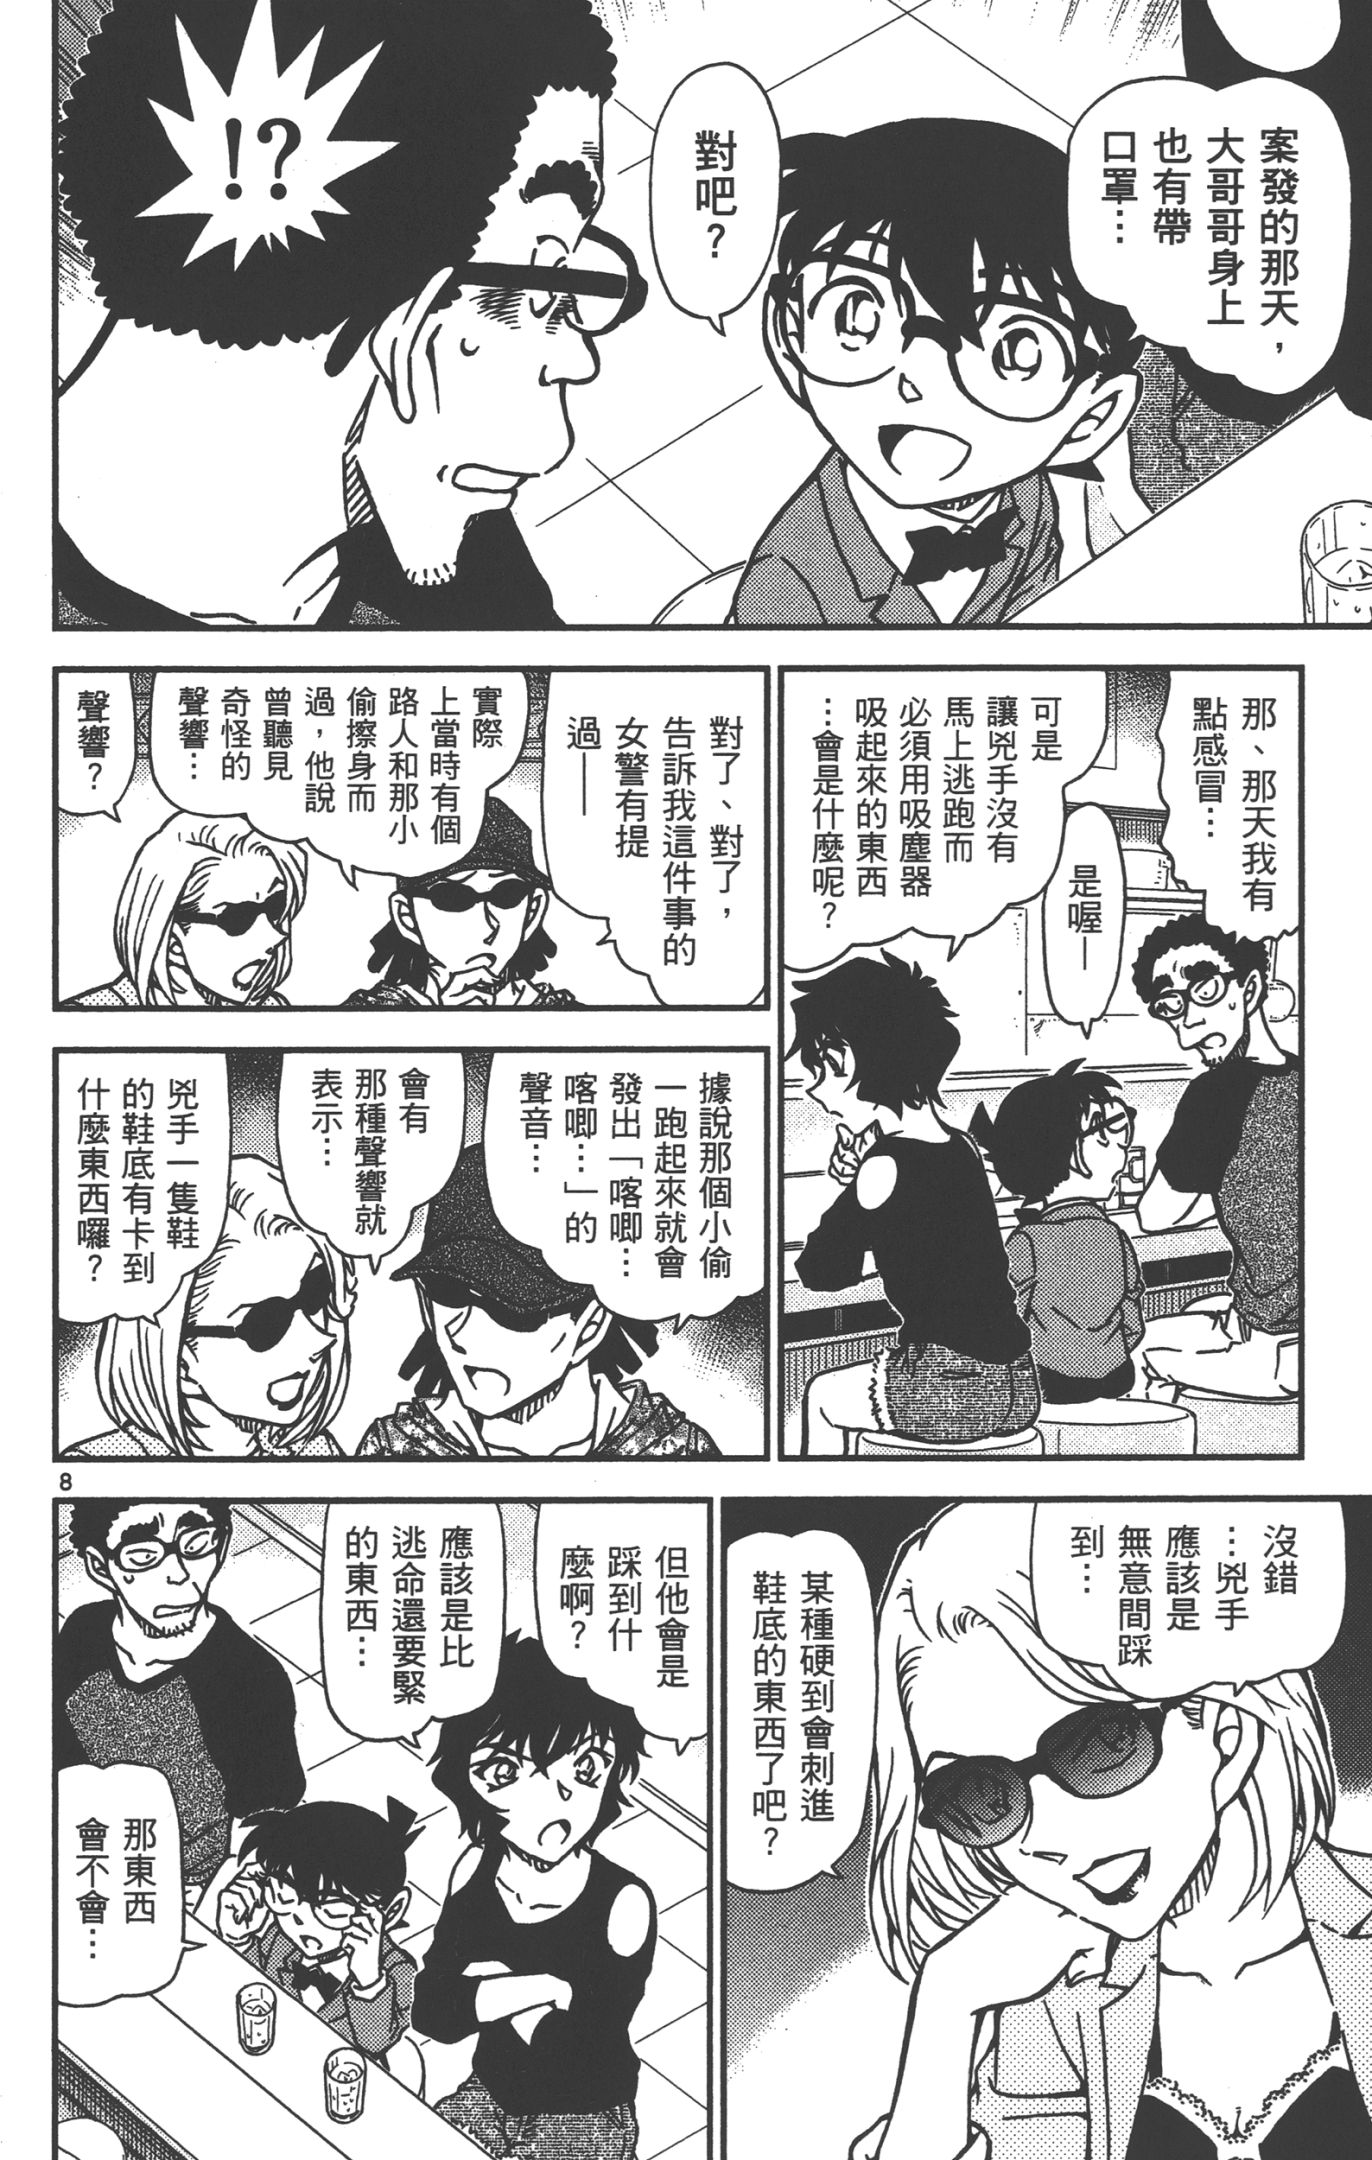 案發的那天，
大哥哥身上
也有帶
口罩…
對吧？
!?
那、那天我有
點感冒…
是喔—
可是
讓兇手沒有
馬上逃跑而
必須用吸塵器
吸起來的東西
…會是什麼呢？
對了、對了，
告訴我這件事的
女警有提
過——
實際
上當時有個
路人和那小
偷擦身而
過，他說
曾聽見
奇怪的
聲響…
聲響？
據說那個小偷
一跑起來就會
發出「喀唧…
喀唧…」的
聲音…
會有
那種聲響就
表示…
兇手一隻鞋
的鞋底有卡到
什麼東西囉？
8
沒錯
…兇手
應該是
無意間踩
到…
某種硬到會刺進
鞋底的東西了吧？
但他會是
踩到什
麼啊？
應該是比
逃命還要緊
的東西…
那東西
會不會…